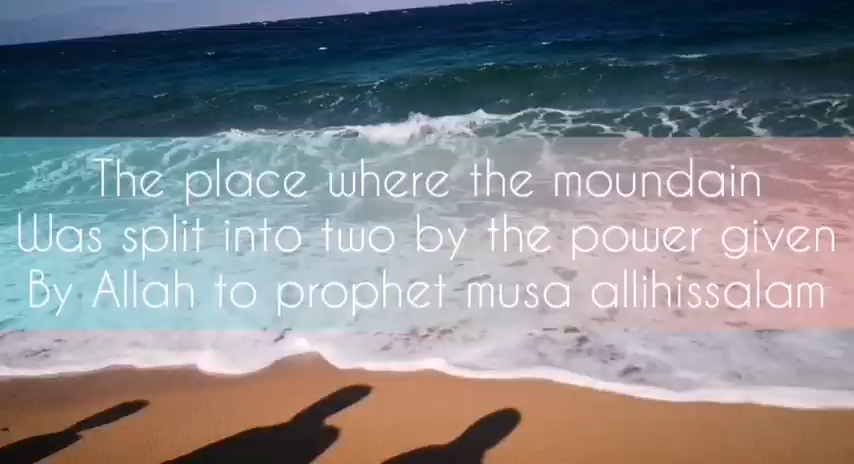 The place where the moundain
Was split into two by the power given
By Allah to prophet musa allihissalam